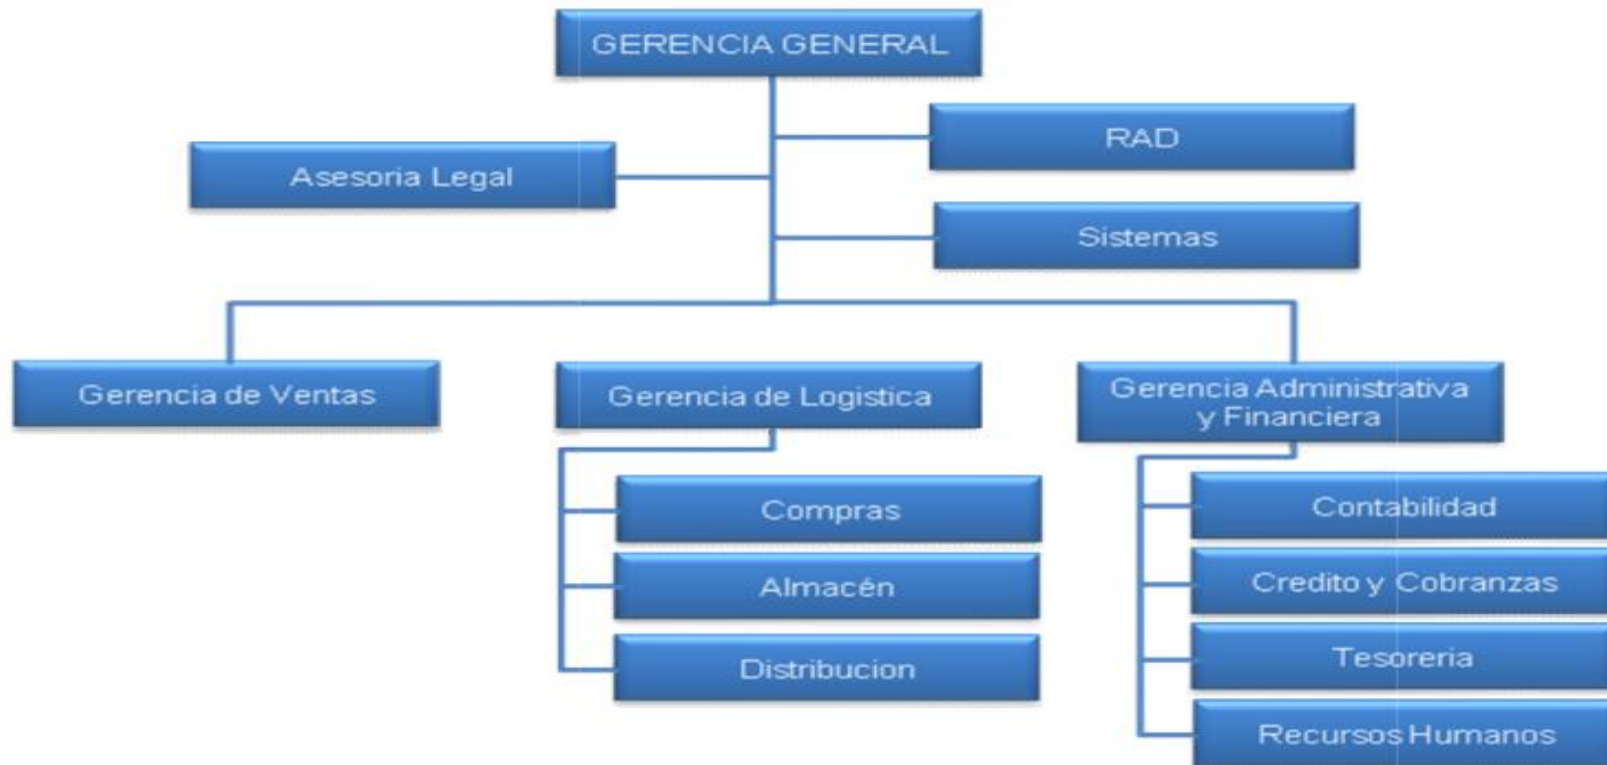 GERENCIA GENERAL
RAD
Asesoria Legal
Sistemas
Gerencia de Ventas
Gerencia de Logistica
Gerencia Administrativa
y Financiera
Compras
Almacén
Distribucion
Contabilidad
Credito y Cobranzas
Tesoreria
Recursos Humanos